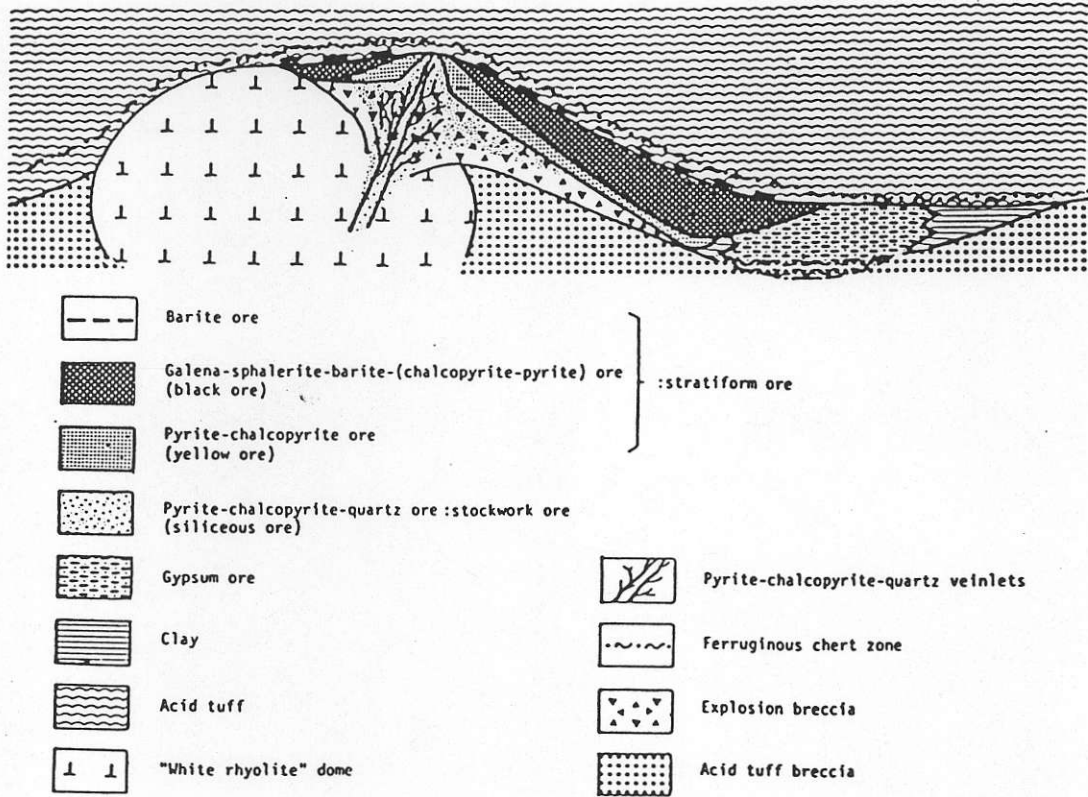 Barite ore
Galena-sphalerite-barite-(chalcopyrite-pyrite) ore
(black ore)
:stratiform ore
Pyrite-chalcopyrite ore
(yellow ore)
Pyrite-chalcopyrite-quartz ore :stockwork ore
(siliceous ore)
Gypsum ore
Clay
Acid tuff
"White rhyolite" dome
Pyrite-chalcopyrite-quartz veinlets
Ferruginous chert zone
Explosion breccia
Acid tuff breccia